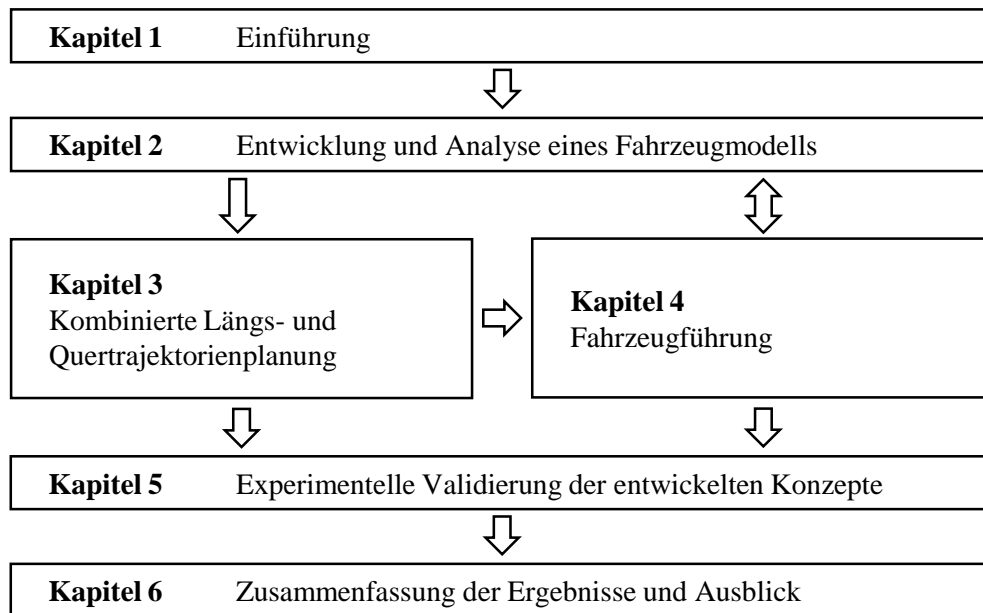 Kapitel 1 Einführung
Kapitel 2 Entwicklung und Analyse eines Fahrzeugmodells
Kapitel 3
Kombinierte Längs- und
Quertrajektorienplanung
Kapitel 4
Fahrzeugführung
Kapitel 5 Experimentelle Validierung der entwickelten Konzepte
Kapitel 6 Zusammenfassung der Ergebnisse und Ausblick